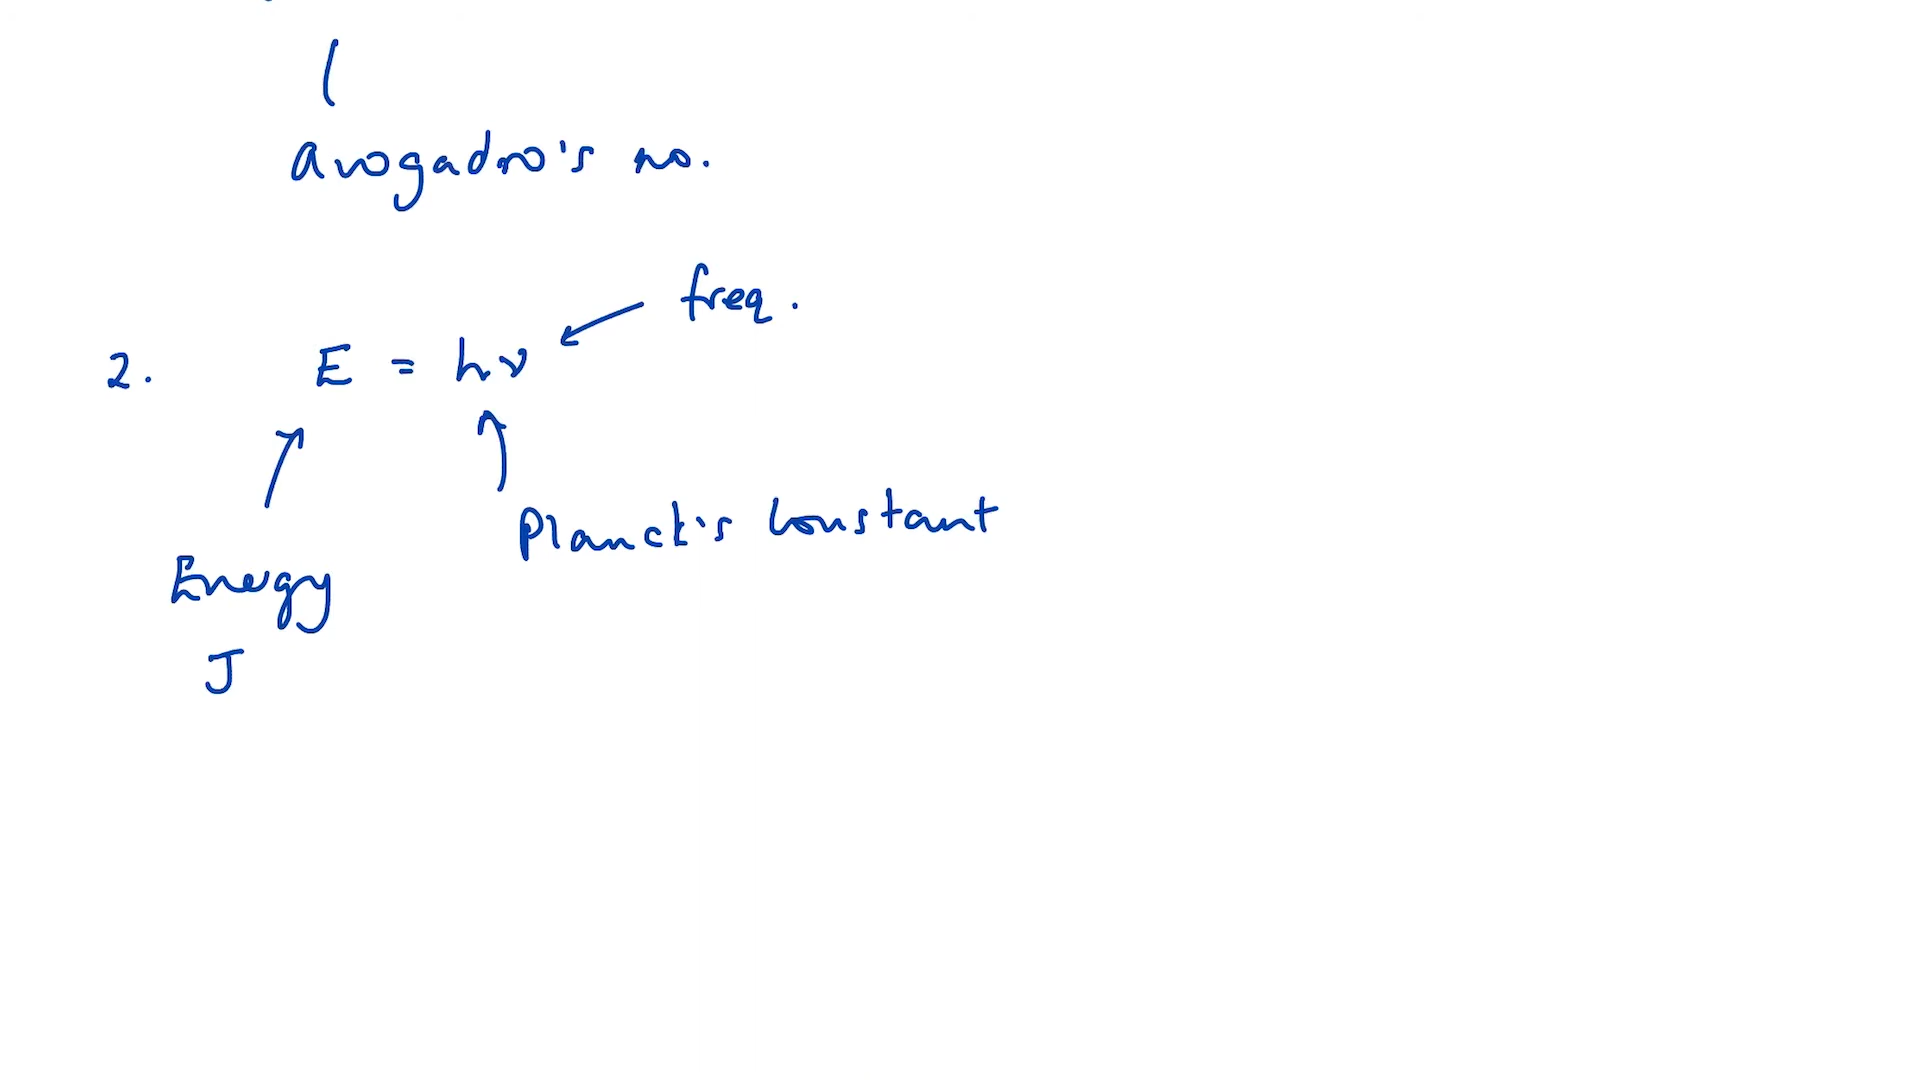 Avogadro's no.
freq.
2. E = hν
Planck's constant
Energy
J